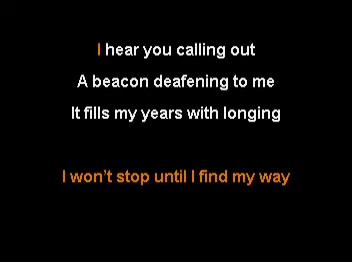 I hear you calling out
A beacon deafening to me
It fills my years with longing
I won't stop until I find my way